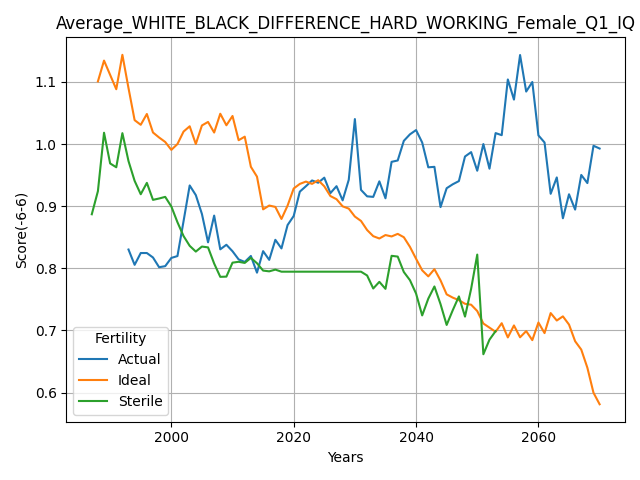 Average_WHITE_BLACK_DIFFERENCE_HARD_WORKING_Female_Q1_IQ
Score(-6-6)
1.1
1.0
0.9
0.8
0.7
0.6
Fertility
Actual
Ideal
Sterile
2000
2020
2040
2060
Years